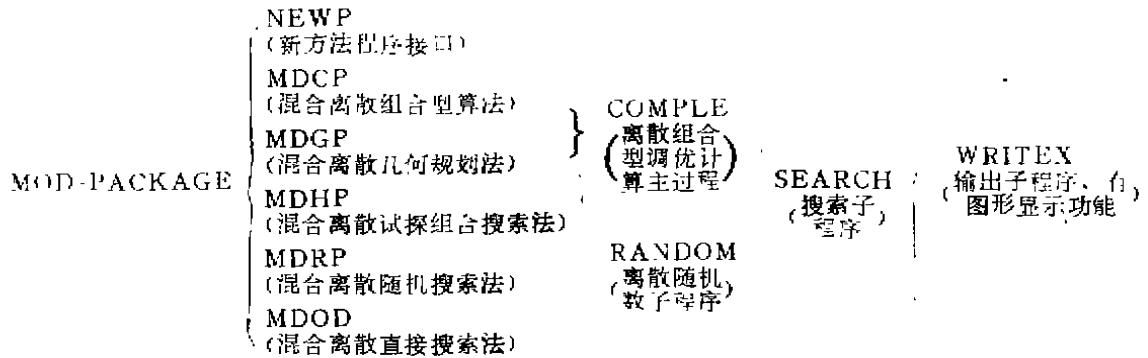 MOD-PACKAGE
NEWP
(新方法程序接口)
MDCP
(混合离散组合型算法)
MDGP
(混合离散几何规划法)
MDHP
(混合离散试探组合搜索法)
MDRP
(混合离散随机搜索法)
MDOD
(混合离散直接搜索法)
COMPLE
(离散组合
型调优计
算主过程)
RANDOM
(离散随机
数子程序)
SEARCH
(搜索子
程序)
WRITEX
(输出子程序、有
图形显示功能)